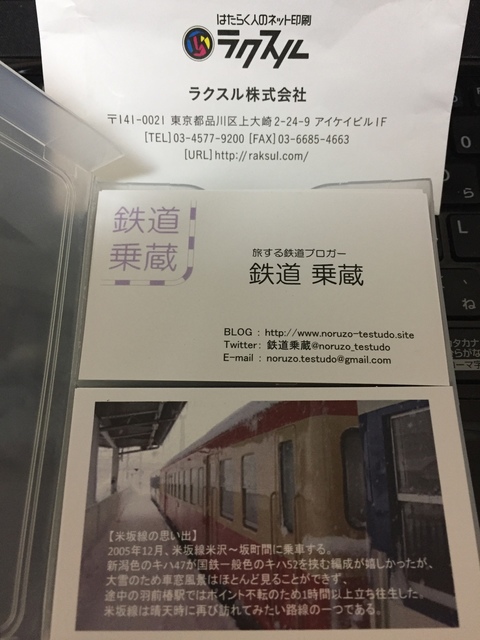 はたらく人のネット印刷
ラクスル
ラクスル株式会社
〒141-0021 東京都品川区上大崎2-24-9 アイケイビル1F
[TEL]03-4577-9200 [FAX]03-6685-4663
[URL]http://raksul.com/
鉄道
乗蔵
旅する鉄道ブロガー
鉄道 乗蔵
BLOG : http://www.noruzo-testudo.site
Twitter: 鉄道乗蔵@noruzo_testudo
E-mail : noruzo.testudo@gmail.com
【米坂線の思い出】
2005年12月、米坂線米沢～坂町間に乗車する。
新潟色のキハ47が国鉄一般色のキハ52を挟む編成が嬉しかったが、
大雪のため車窓風景はほとんど見ることができず、
途中の羽前椿駅ではポイント不転のため1時間以上立ち往生した。
米坂線は晴天時に再び訪れてみたい路線の一つである。
L
ら
ね
カタカナ